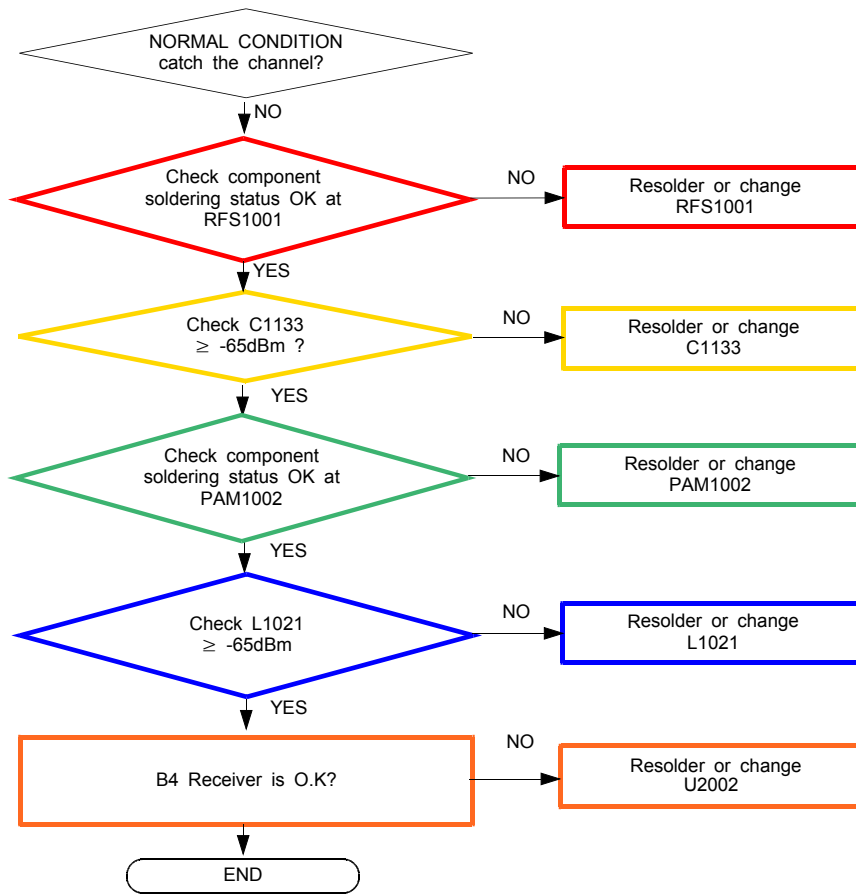 NORMAL CONDITION
catch the channel?
NO
Check component
soldering status OK at
RFS1001
NO
Resolder or change
RFS1001
YES
Check C1133
≥ -65dBm ?
NO
Resolder or change
C1133
YES
Check component
soldering status OK at
PAM1002
NO
Resolder or change
PAM1002
YES
Check L1021
≥ -65dBm
NO
Resolder or change
L1021
YES
B4 Receiver is O.K?
NO
Resolder or change
U2002
END